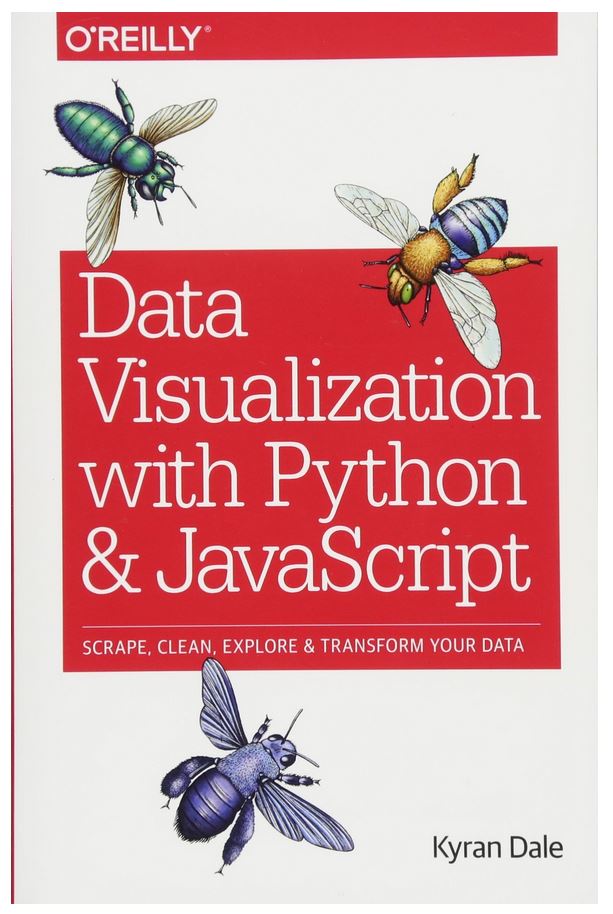 O'REILLY®
Data
Visualization
with Python
& JavaScript
SCRAPE, CLEAN, EXPLORE & TRANSFORM YOUR DATA
Kyran Dale